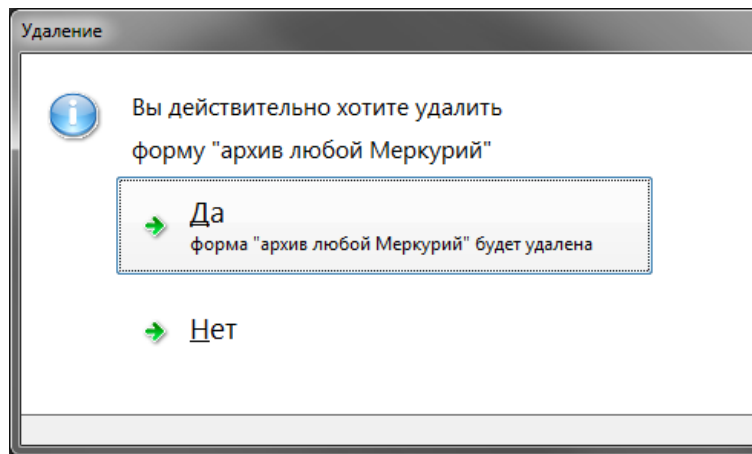 Удаление
Вы действительно хотите удалить
форму "архив любой Меркурий"
Да
форма "архив любой Меркурий" будет удалена
Нет